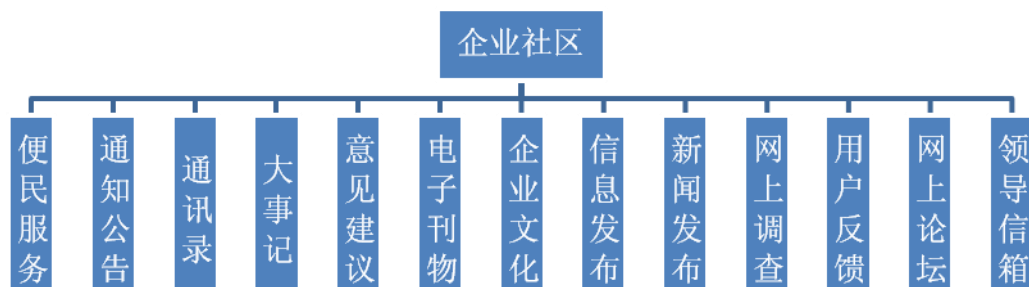 企业社区
便民服务
通知公告
通讯录
大事记
意见建议
电子刊物
企业文化
信息发布
新闻发布
网上调查
用户反馈
网上论坛
领导信箱